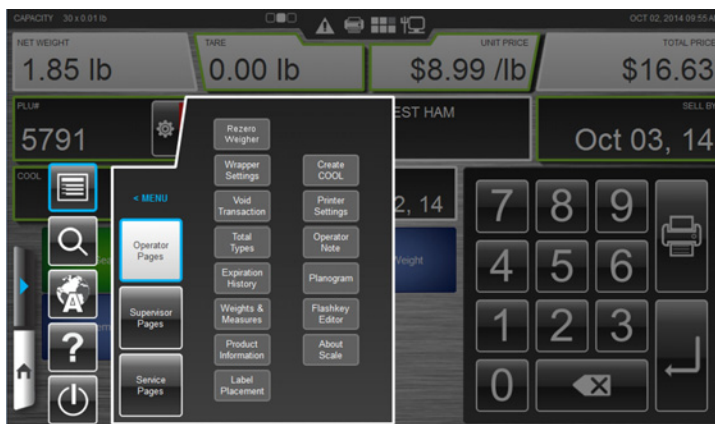 CAPACITY 30 x 0.01 lb
OCT 02, 2014 09:55 AM
NET WEIGHT
TARE
UNIT PRICE
TOTAL PRICE
1.85 lb
0.00 lb
$8.99 /lb
$16.63
PLU#
5791
EST HAM
SELL BY
Oct 03, 14
COOL
2, 14
< MENU
Operator
Pages
Supervisor
Pages
Service
Pages
Rezero
Weigher
Wrapper
Settings
Create
COOL
Void
Transaction
Printer
Settings
Total
Types
Operator
Note
Expiration
History
Planogram
Weights &
Measures
Flashkey
Editor
Product
Information
About
Scale
Label
Placement
Sea
Weight
em
A
?
7 8 9
4 5 6
1 2 3
0